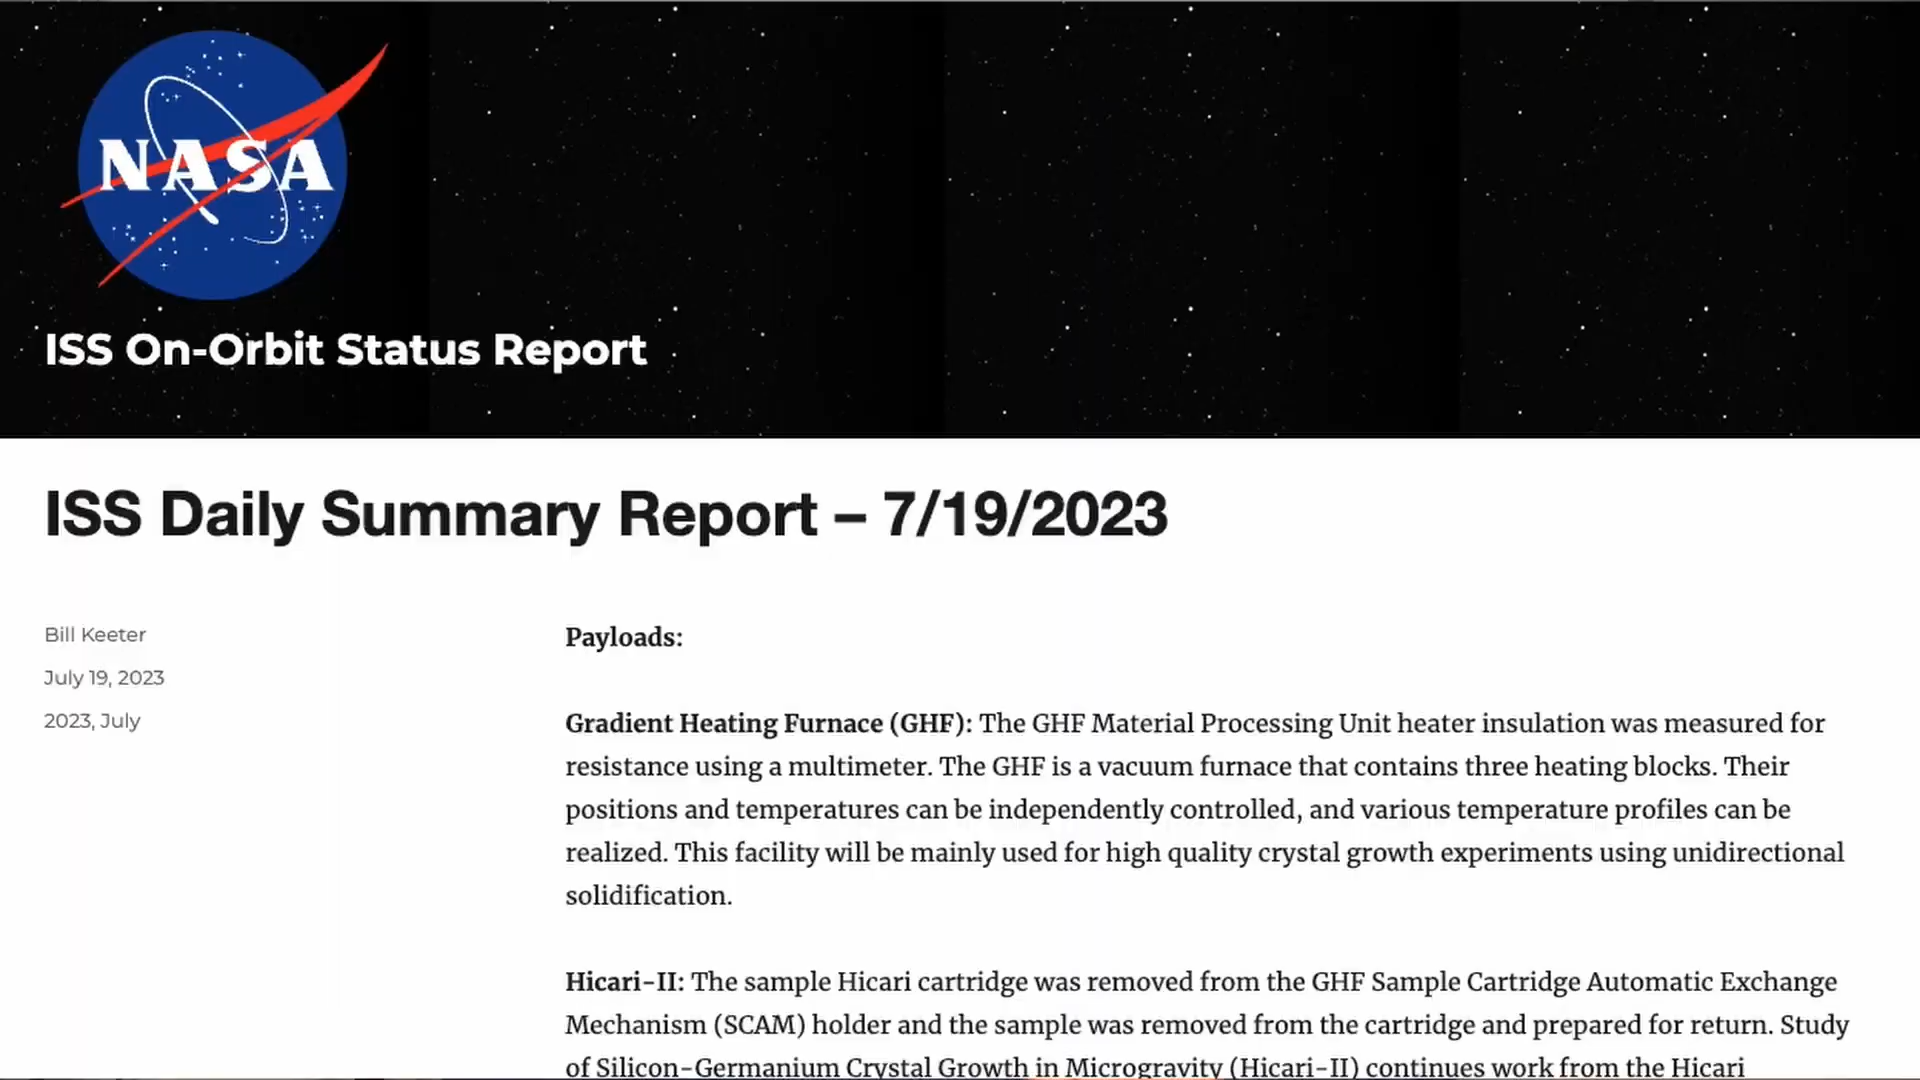 NASA
ISS On-Orbit Status Report
ISS Daily Summary Report – 7/19/2023
Bill Keeter
July 19, 2023
2023, July
Payloads:
Gradient Heating Furnace (GHF): The GHF Material Processing Unit heater insulation was measured for
resistance using a multimeter. The GHF is a vacuum furnace that contains three heating blocks. Their
positions and temperatures can be independently controlled, and various temperature profiles can be
realized. This facility will be mainly used for high quality crystal growth experiments using unidirectional
solidification.
Hicari-II: The sample Hicari cartridge was removed from the GHF Sample Cartridge Automatic Exchange
Mechanism (SCAM) holder and the sample was removed from the cartridge and prepared for return. Study
of Silicon-Germanium Crystal Growth in Microgravity (Hicari-II) continues work from the Hicari